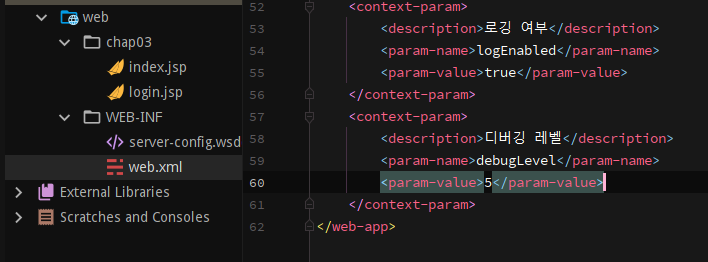 web
chap03
index.jsp
login.jsp
WEB-INF
server-config.wsd
web.xml
External Libraries
Scratches and Consoles
52 <context-param>
53 <description>로깅 여부</description>
54 <param-name>logEnabled</param-name>
55 <param-value>true</param-value>
56 </context-param>
57 <context-param>
58 <description>디버깅 레벨</description>
59 <param-name>debugLevel</param-name>
60 <param-value>5</param-value>
61 </context-param>
62 </web-app>